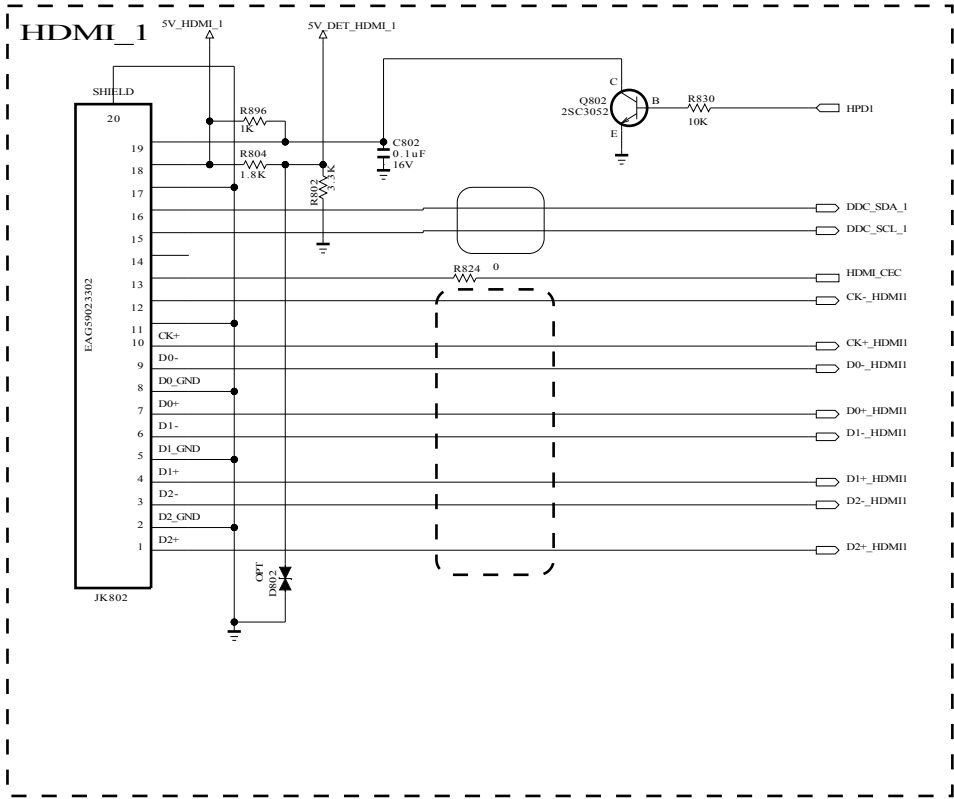 HDMI_1
5V_HDMI_1
5V_DET_HDMI_1
SHIELD
20
R896
1K
C
Q802
2SC3052
B
E
R830
10K
HPD1
19
C802
0.1uF
16V
18
R804
1.8K
R802
3.3K
17
16
DDC_SDA_1
15
DDC_SCL_1
14
R824
0
13
HDMI_CEC
12
CK-_HDMI1
EAG59023302
11
CK+
10
CK+_HDMI1
D0-
9
D0-_HDMI1
D0_GND
8
D0+
7
D0+_HDMI1
D1-
6
D1-_HDMI1
D1_GND
5
D1+
4
D1+_HDMI1
D2-
3
D2-_HDMI1
D2_GND
2
D2+
1
D2+_HDMI1
OPT
D802
JK802